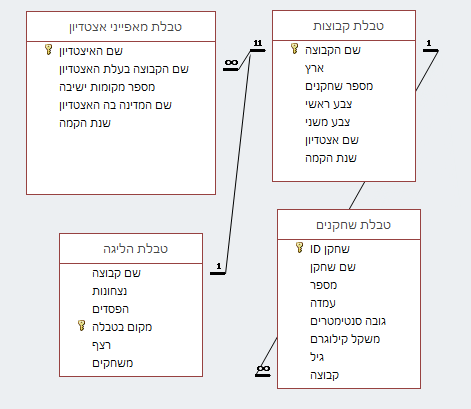 טבלת קבוצות
שם הקבוצה
ארץ
מספר שחקנים
צבע ראשי
צבע משני
שם אצטדיון
שנת הקמה
טבלת מאפייני אצטדיון
שם האיצטדיון
שם הקבוצה בעלת האצטדיון
מספר מקומות ישיבה
שם המדינה בה האצטדיון
שנת הקמה
1
11
∞
טבלת שחקנים
שחקן ID
שם שחקן
מספר
עמדה
גובה סנטימטרים
משקל קילוגרם
גיל
קבוצה
∞
טבלת הליגה
שם קבוצה
נצחונות
הפסדים
מקום בטבלה
רצף
משחקים
1